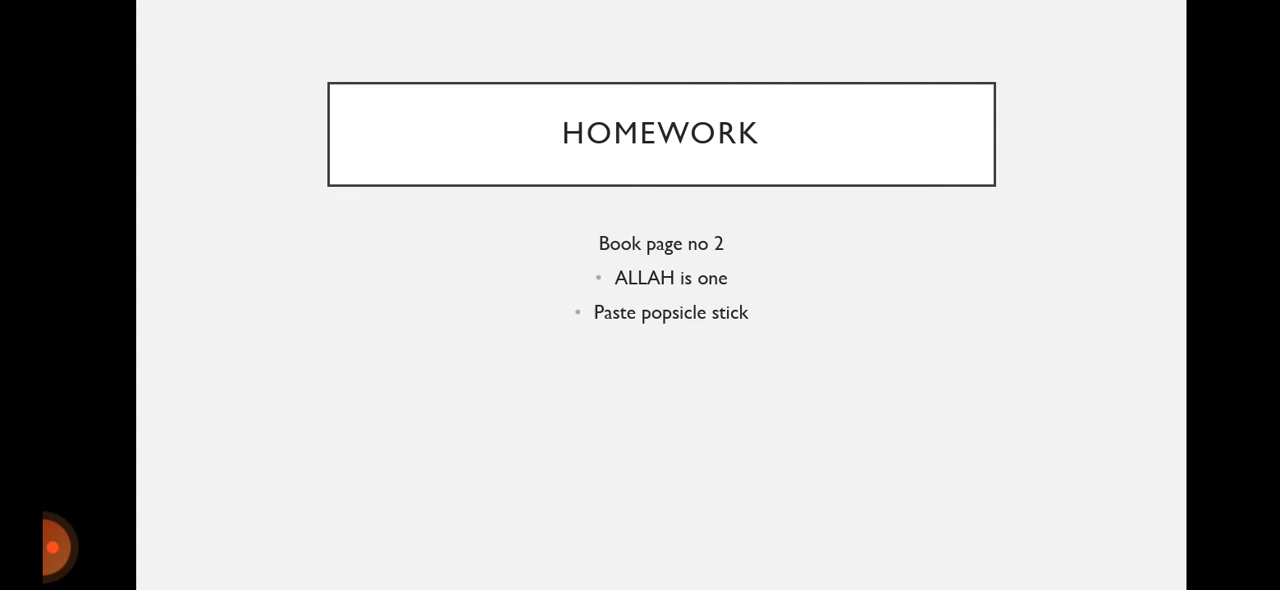 HOMEWORK
Book page no 2
• ALLAH is one
• Paste popsicle stick